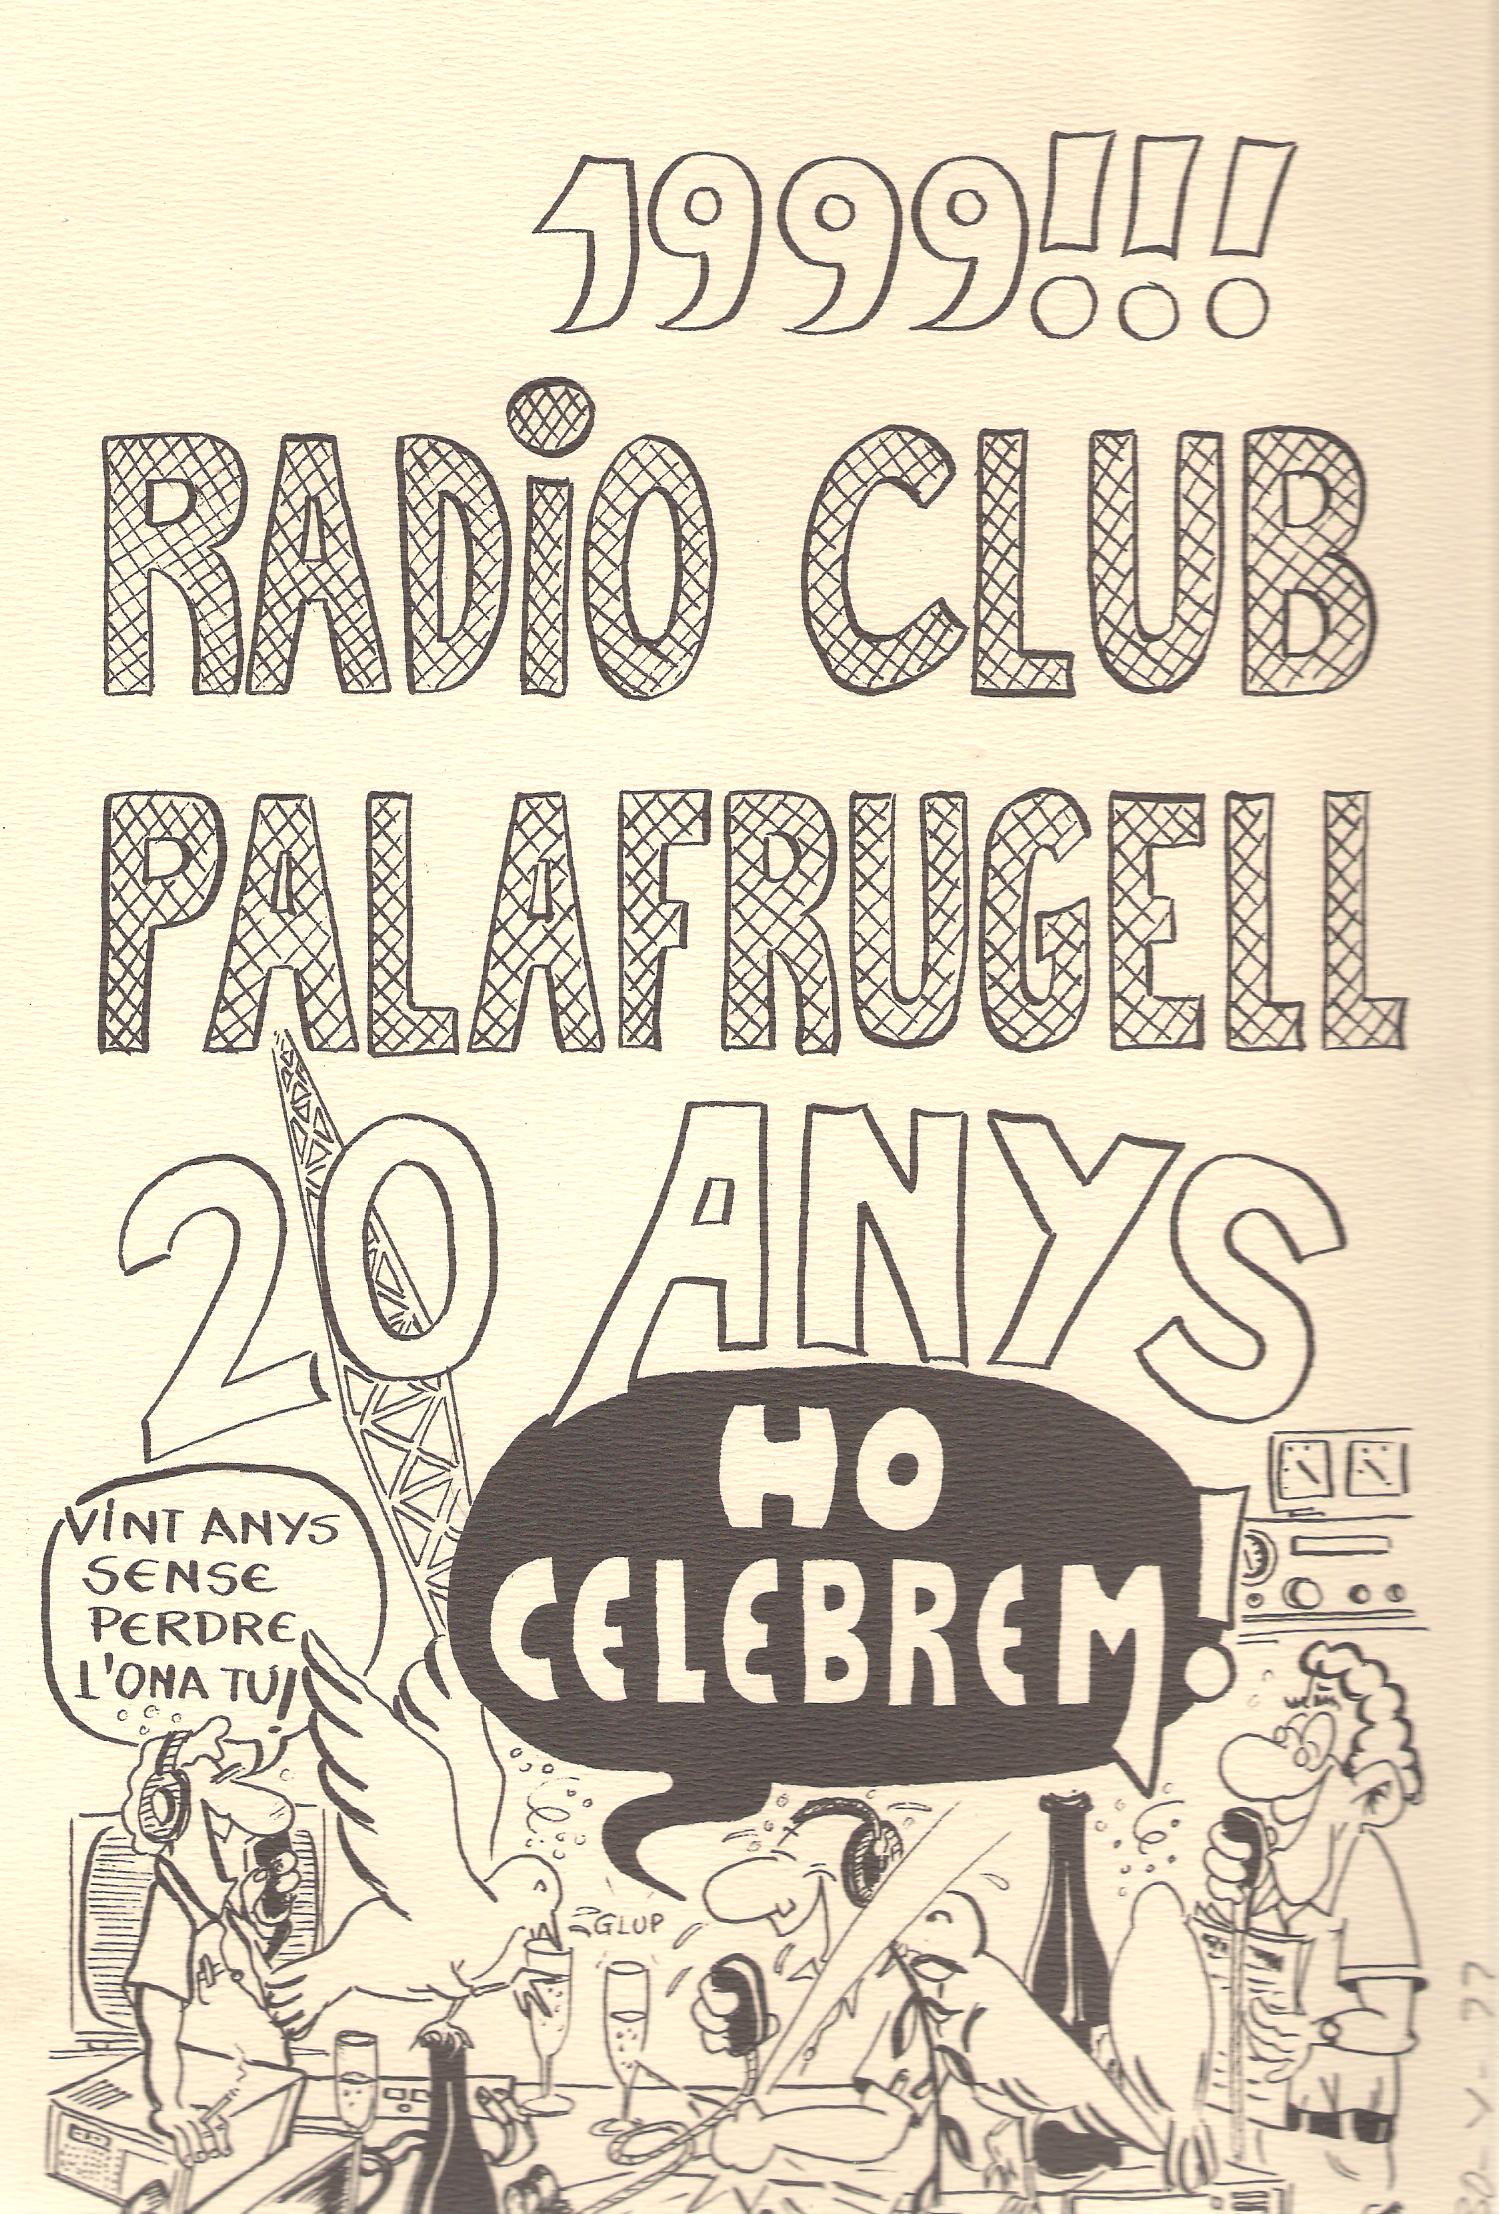 1999!!!
RADiO CLUB
PALAFRUGELL
20 ANYS
HO
CELEBREM!
VINT ANYS
SENSE
PERDRE
L'ONA TU!
GLUP